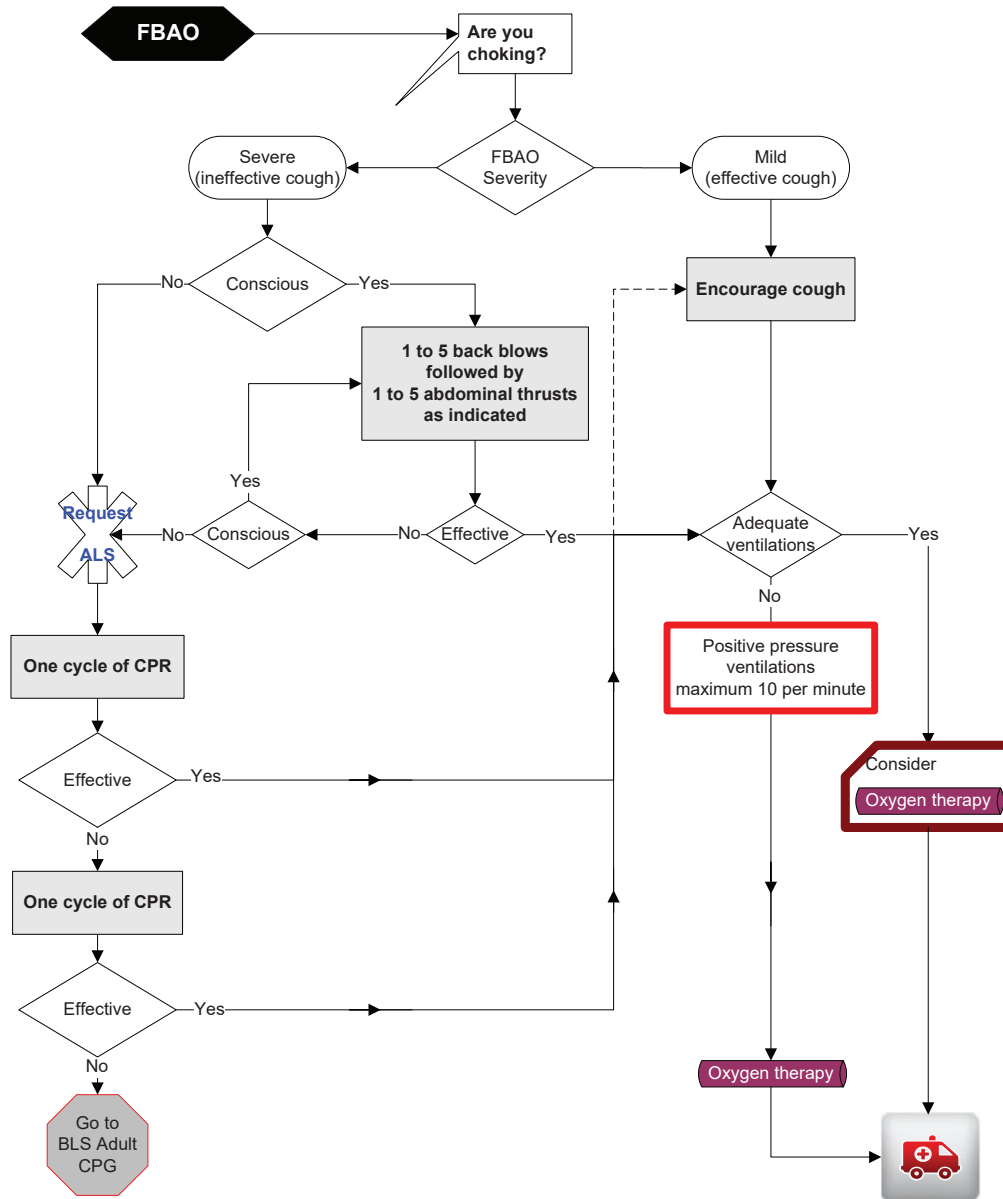 FBAO
Are you
choking?
Severe
(ineffective cough)
FBAO
Severity
Mild
(effective cough)
No
Conscious
Yes
Encourage cough
1 to 5 back blows
followed by
1 to 5 abdominal thrusts
as indicated
Yes
Request
ALS
No
Conscious
No
Effective
Yes
Adequate
ventilations
Yes
No
One cycle of CPR
Positive pressure
ventilations
maximum 10 per minute
Effective
Yes
Consider
Oxygen therapy
No
One cycle of CPR
Effective
Yes
No
Oxygen therapy
Go to
BLS Adult
CPG